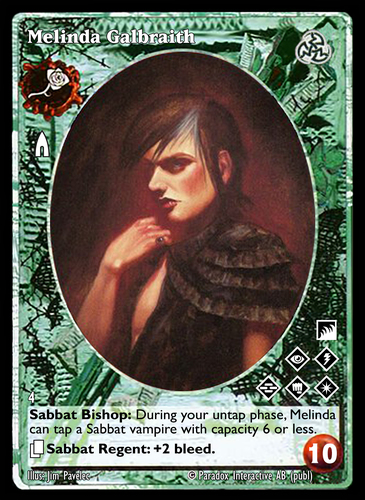 Melinda Galbraith
4
Sabbat Bishop: During your untap phase, Melinda
can tap a Sabbat vampire with capacity 6 or less.
Sabbat Regent: +2 bleed.
10
Illus: Jim Pavelec © Paradox Interactive AB (publ)